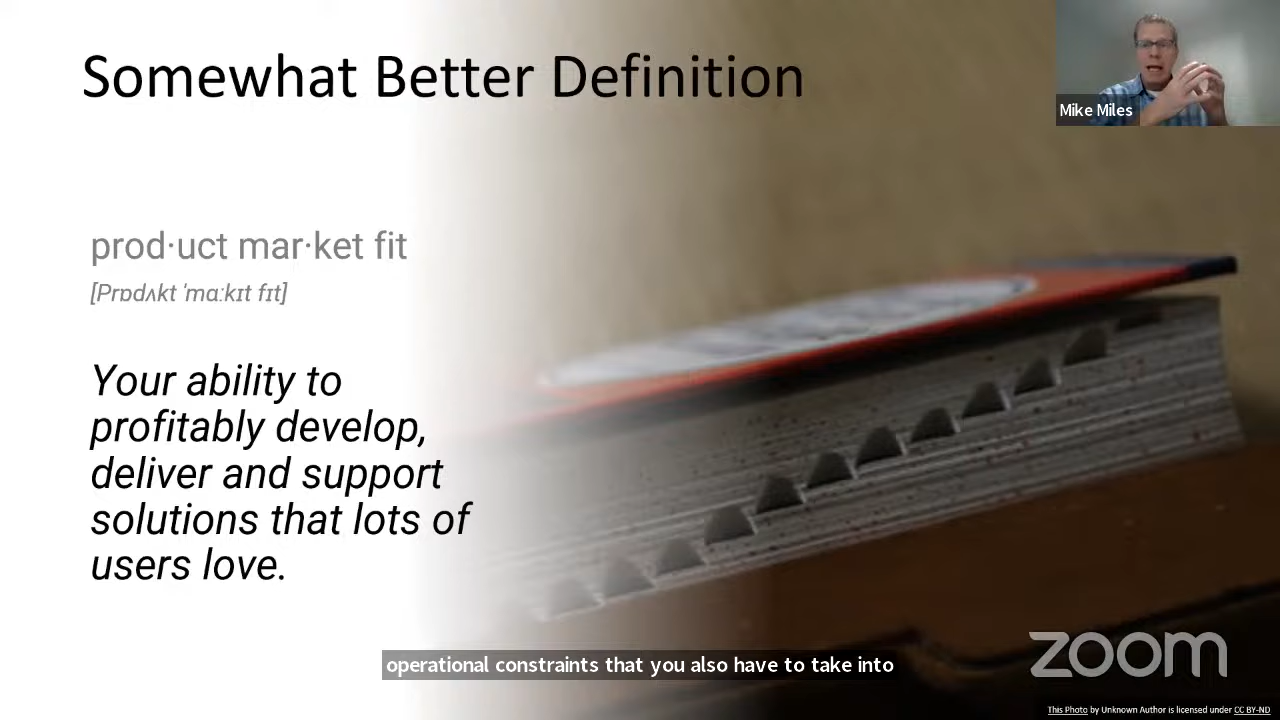 Somewhat Better Definition
Mike Miles
prod·uct mar·ket fit
[Prɒdʌkt ˈmɑːkɪt fɪt]
Your ability to
profitably develop,
deliver and support
solutions that lots of
users love.
operational constraints that you also have to take into
zoom
This Photo by Unknown Author is licensed under CC BY-ND